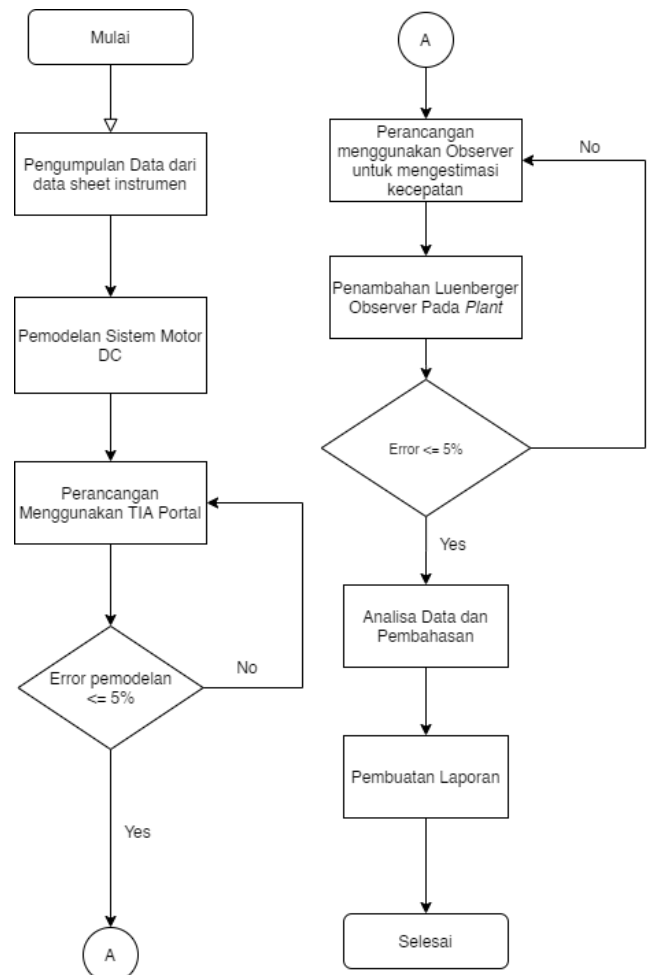 Mulai
Pengumpulan Data dari
data sheet instrumen
Pemodelan Sistem Motor
DC
Perancangan
Menggunakan TIA Portal
Error pemodelan
<= 5%
No
Yes
A
A
Perancangan
menggunakan Observer
untuk mengestimasi
kecepatan
No
Penambahan Luenberger
Observer Pada Plant
Error <= 5%
Yes
Analisa Data dan
Pembahasan
Pembuatan Laporan
Selesai